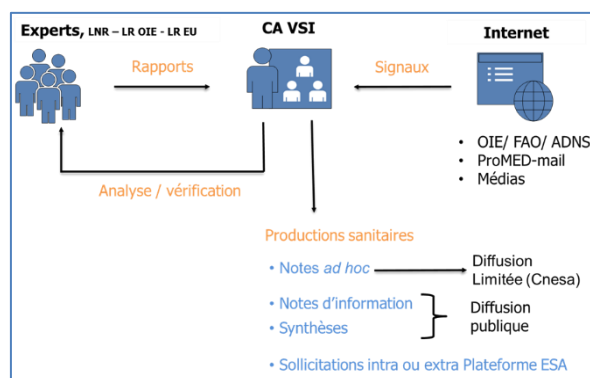 Experts, LNR – LR OIE - LR EU
CA VSI
Internet
Rapports
Signaux
• OIE/ FAO/ ADNS
• ProMED-mail
• Médias
Analyse / vérification
Productions sanitaires
• Notes ad hoc
Diffusion
Limitée (Cnesa)
• Notes d'information
• Synthèses
Diffusion
publique
• Sollicitations intra ou extra Plateforme ESA